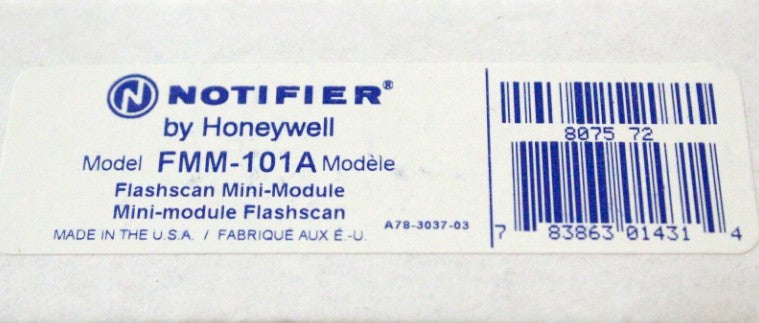 NOTIFIER®
by Honeywell
Model FMM-101A Modèle
Flashscan Mini-Module
Mini-module Flashscan
MADE IN THE U.S.A. / FABRIQUÉ AUX É.-U.
A78-3037-03
8075 72
7 83863 01431 4